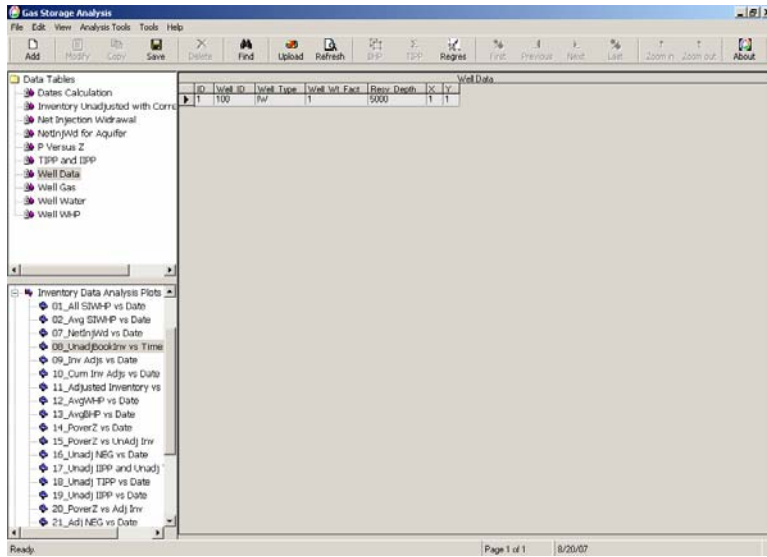 Gas Storage Analysis
File Edit View Analysis Tools Tools Help
Add Modify Copy Save Delete Find Upload Refresh BHP TIPP Regres First Previous Next Last Zoom in Zoom out About
Data Tables
Dates Calculation
Inventory Unadjusted with Corre
Net Injection Widrawal
NetInjWd for Aquifer
P Versus Z
TIPP and IIPP
Well Data
Well Gas
Well Water
Well WHP
Well Data
ID Well ID Well Type Well Wt Fact Resv Depth X Y
1 100 IW 1 5000 1 1
Inventory Data Analysis Plots
01_All SIWHP vs Date
02_Avg SIWHP vs Date
07_NetInjWd vs Date
08_UnadjBookInv vs Time
09_Inv Adjs vs Date
10_Cum Inv Adjs vs Date
11_Adjusted Inventory vs
12_AvgWHP vs Date
13_AvgBHP vs Date
14_PoverZ vs Date
15_PoverZ vs UnAdj Inv
16_Unadj NEG vs Date
17_Unadj IIPP and Unadj
18_Unadj TIPP vs Date
19_Unadj IIPP vs Date
20_PoverZ vs Adj Inv
21_Adj NEG vs Date
Ready.
Page 1 of 1
8/20/07